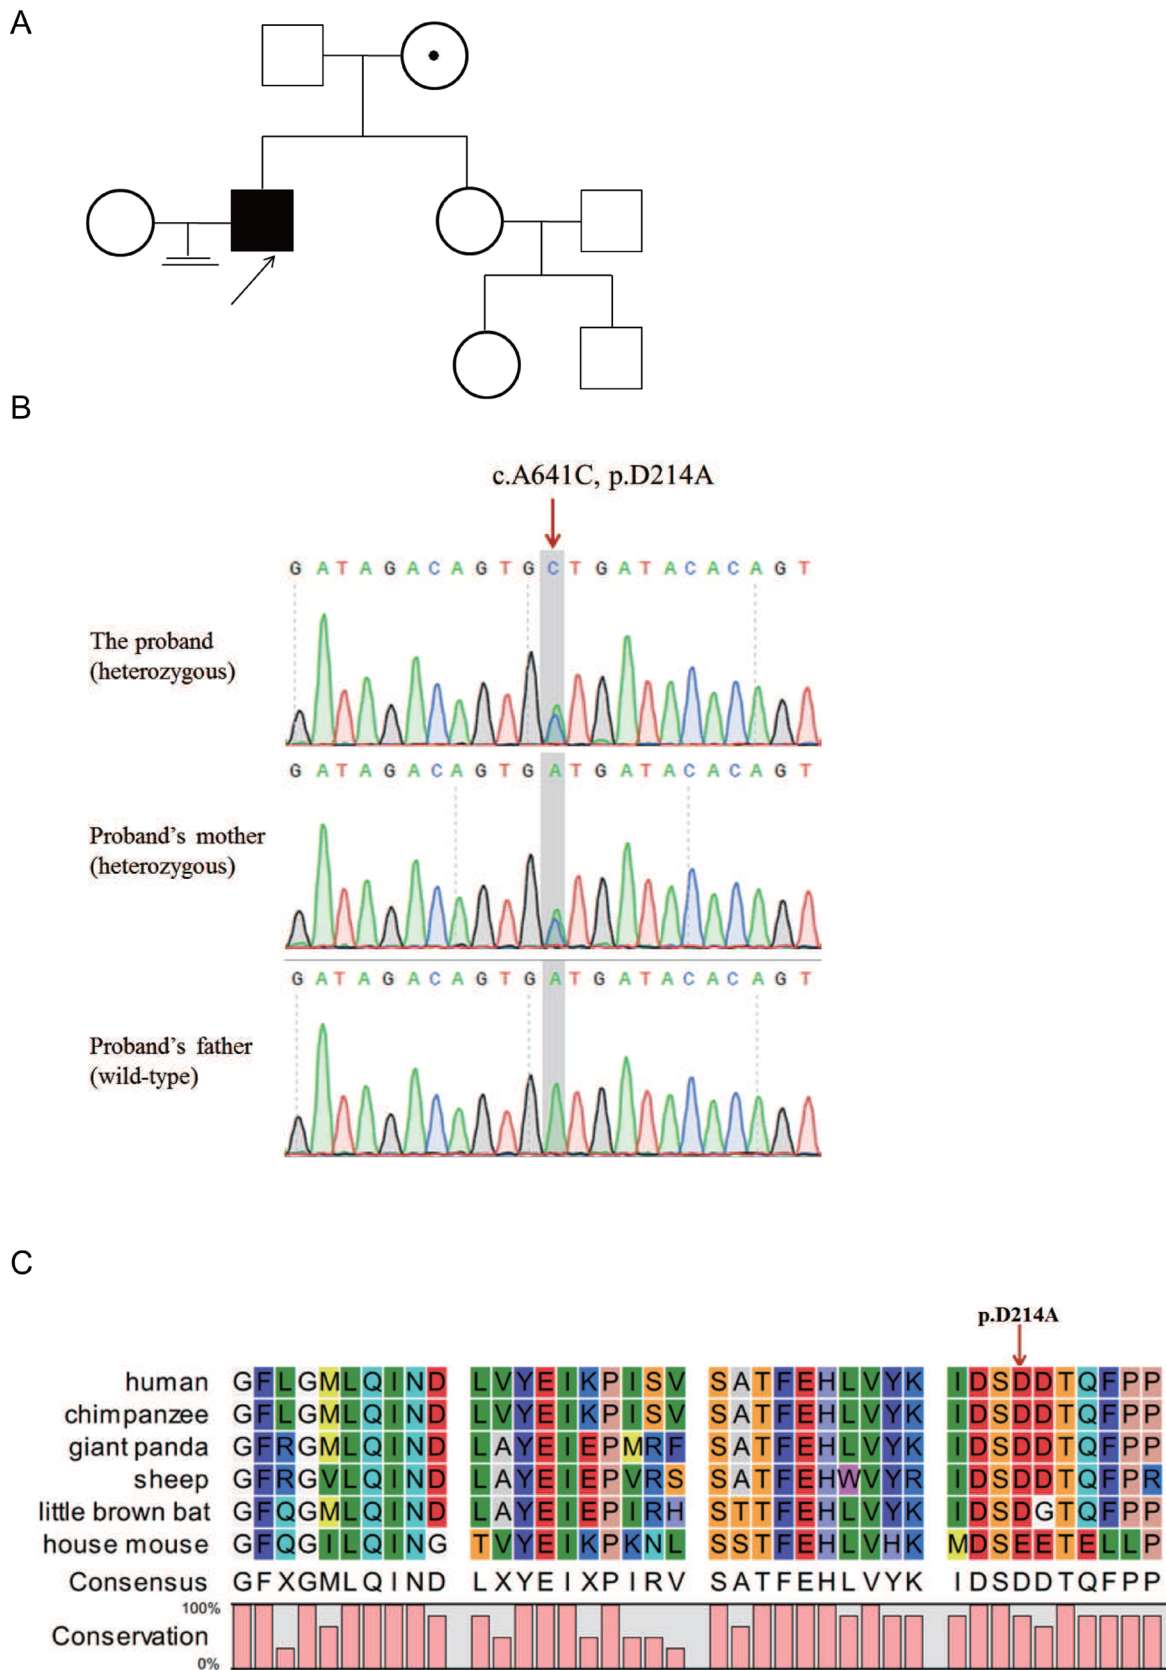 A
B
c.A641C, p.D214A
G A T A G A C A G T G C T G A T A C A C A G T
The proband
(heterozygous)
G A T A G A C A G T G A T G A T A C A C A G T
Proband's mother
(heterozygous)
G A T A G A C A G T G A T G A T A C A C A G T
Proband's father
(wild-type)
C
p.D214A
human GFLGMLQIND LVYEIKPISV SATFEHLVYK IDSDDTQFPP
chimpanzee GFLGMLQIND LVYEIKPISV SATFEHLVYK IDSDDTQFPP
giant panda GFRGMLQIND LAYEIEPMRF SATFEHLVYK IDSDDTQFPP
sheep GFRGVLQIND LAYEIEPVRS SATFEHWVYR IDSDDTQFPR
little brown bat GFQGMLQIND LAYEIEPIRH STTFEHLVYK IDSDGTQFPP
house mouse GFQGILQING TVYEIKPKNL SSTFEHLVHK MDSEETELLP
Consensus GFXGMLQIND LXYEIXPIRV SATFEHLVYK IDSDDTQFPP
100%
Conservation
0%